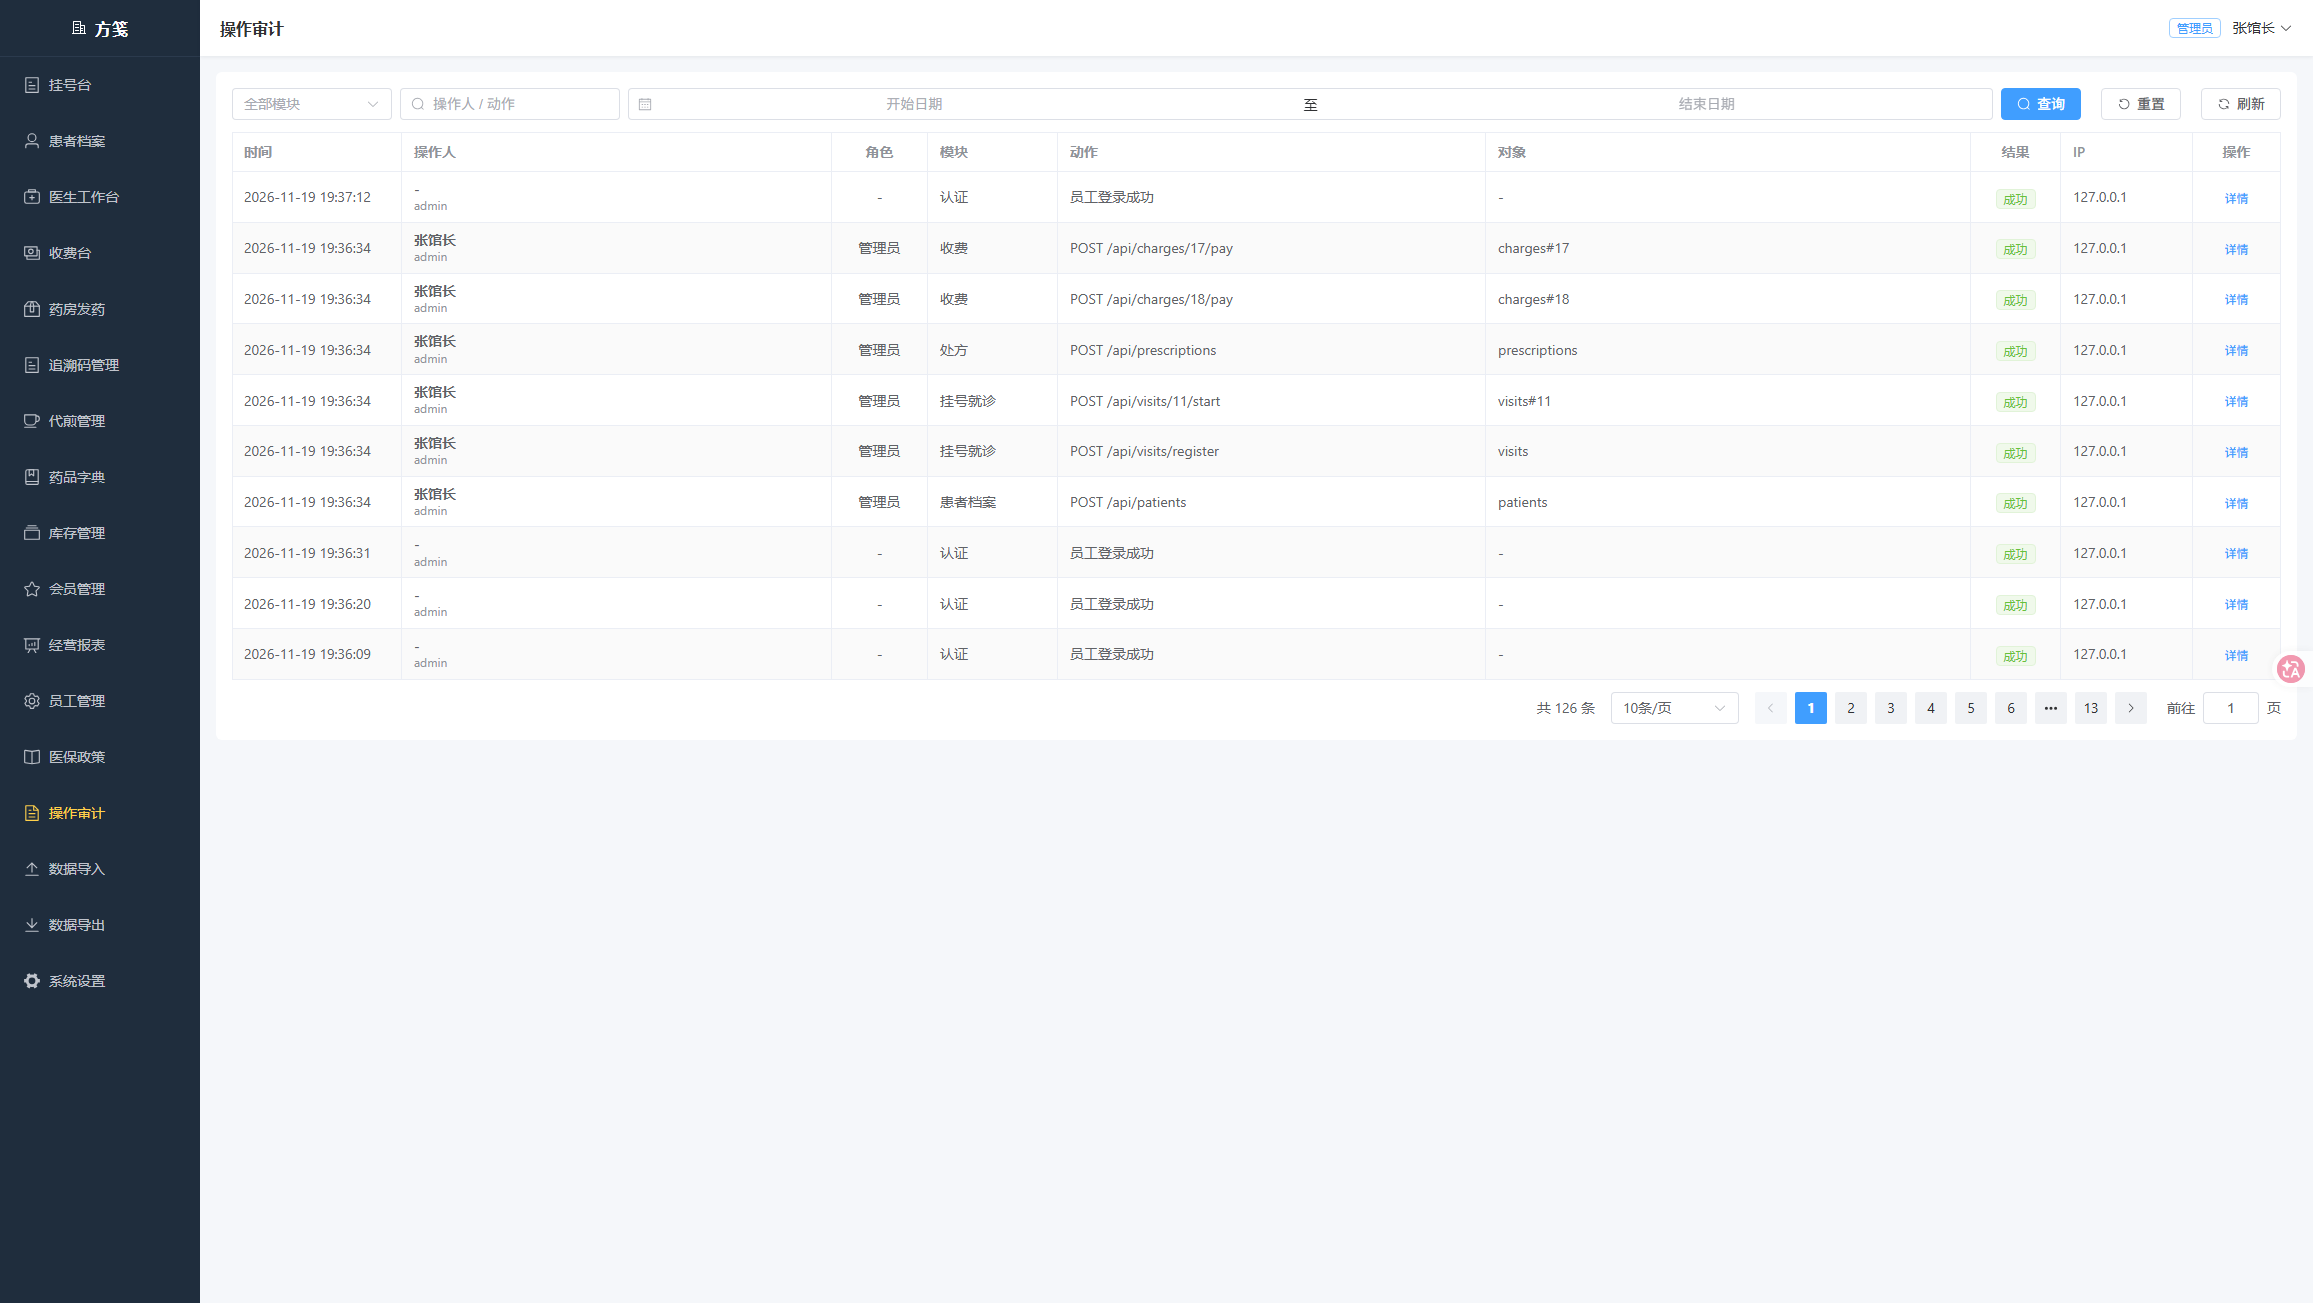 方笺
操作审计
管理员 张馆长
挂号台
患者档案
医生工作台
收费台
药房发药
追溯码管理
代煎管理
药品字典
库存管理
会员管理
经营报表
员工管理
医保政策
操作审计
数据导入
数据导出
系统设置
全部模块 操作人 / 动作 开始日期 至 结束日期 查询 重置 刷新
时间 操作人 角色 模块 动作 对象 结果 IP 操作
2026-11-19 19:37:12 - admin - 认证 员工登录成功 - 成功 127.0.0.1 详情
2026-11-19 19:36:34 张馆长 admin 管理员 收费 POST /api/charges/17/pay charges#17 成功 127.0.0.1 详情
2026-11-19 19:36:34 张馆长 admin 管理员 收费 POST /api/charges/18/pay charges#18 成功 127.0.0.1 详情
2026-11-19 19:36:34 张馆长 admin 管理员 处方 POST /api/prescriptions prescriptions 成功 127.0.0.1 详情
2026-11-19 19:36:34 张馆长 admin 管理员 挂号就诊 POST /api/visits/11/start visits#11 成功 127.0.0.1 详情
2026-11-19 19:36:34 张馆长 admin 管理员 挂号就诊 POST /api/visits/register visits 成功 127.0.0.1 详情
2026-11-19 19:36:34 张馆长 admin 管理员 患者档案 POST /api/patients patients 成功 127.0.0.1 详情
2026-11-19 19:36:31 - admin - 认证 员工登录成功 - 成功 127.0.0.1 详情
2026-11-19 19:36:20 - admin - 认证 员工登录成功 - 成功 127.0.0.1 详情
2026-11-19 19:36:09 - admin - 认证 员工登录成功 - 成功 127.0.0.1 详情
共 126 条 10条/页 1 2 3 4 5 6 ••• 13 前往 1 页